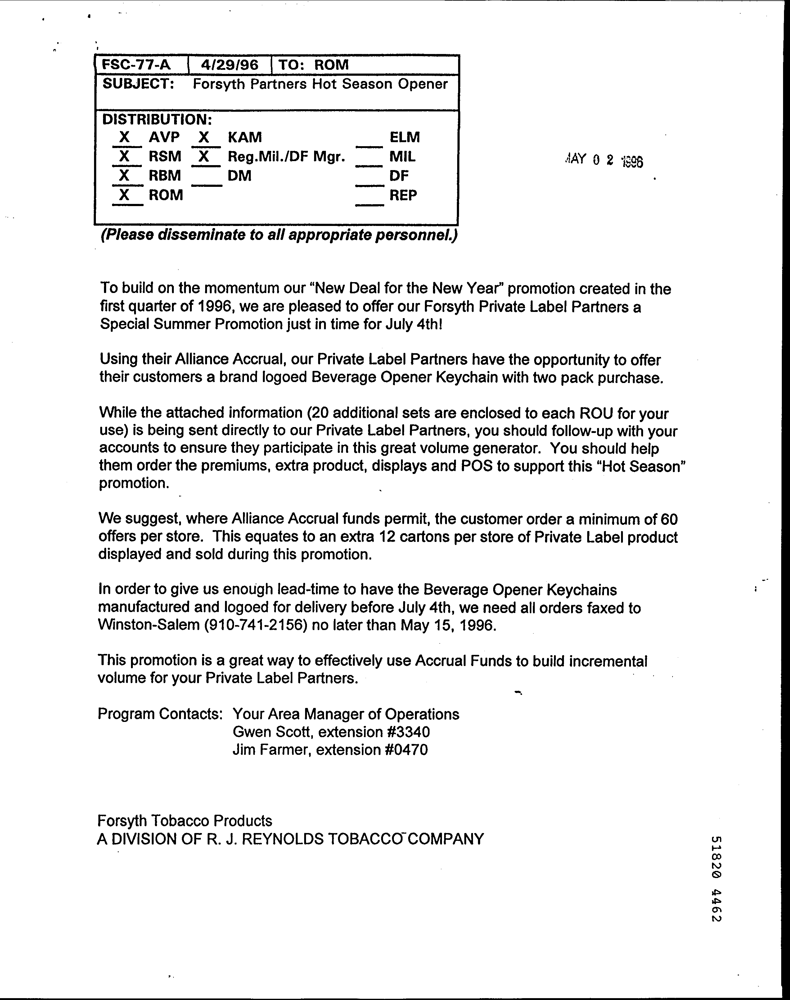 FSC-77-A 4/29/96 TO: ROM
SUBJECT: Forsyth Partners Hot Season Opener
DISTRIBUTION:
X AVP X KAM ___ ELM
X RSM X Reg.Mil./DF Mgr. ___ MIL
X RBM ___ DM ___ DF
X ROM ___ REP
MAY 0 2 1996
(Please disseminate to all appropriate personnel.)
To build on the momentum our "New Deal for the New Year" promotion created in the
first quarter of 1996, we are pleased to offer our Forsyth Private Label Partners a
Special Summer Promotion just in time for July 4th!
Using their Alliance Accrual, our Private Label Partners have the opportunity to offer
their customers a brand logoed Beverage Opener Keychain with two pack purchase.
While the attached information (20 additional sets are enclosed to each ROU for your
use) is being sent directly to our Private Label Partners, you should follow-up with your
accounts to ensure they participate in this great volume generator. You should help
them order the premiums, extra product, displays and POS to support this "Hot Season"
promotion.
We suggest, where Alliance Accrual funds permit, the customer order a minimum of 60
offers per store. This equates to an extra 12 cartons per store of Private Label product
displayed and sold during this promotion.
In order to give us enough lead-time to have the Beverage Opener Keychains
manufactured and logoed for delivery before July 4th, we need all orders faxed to
Winston-Salem (910-741-2156) no later than May 15, 1996.
This promotion is a great way to effectively use Accrual Funds to build incremental
volume for your Private Label Partners.
Program Contacts: Your Area Manager of Operations
Gwen Scott, extension #3340
Jim Farmer, extension #0470
Forsyth Tobacco Products
A DIVISION OF R. J. REYNOLDS TOBACCO COMPANY
51820 4462